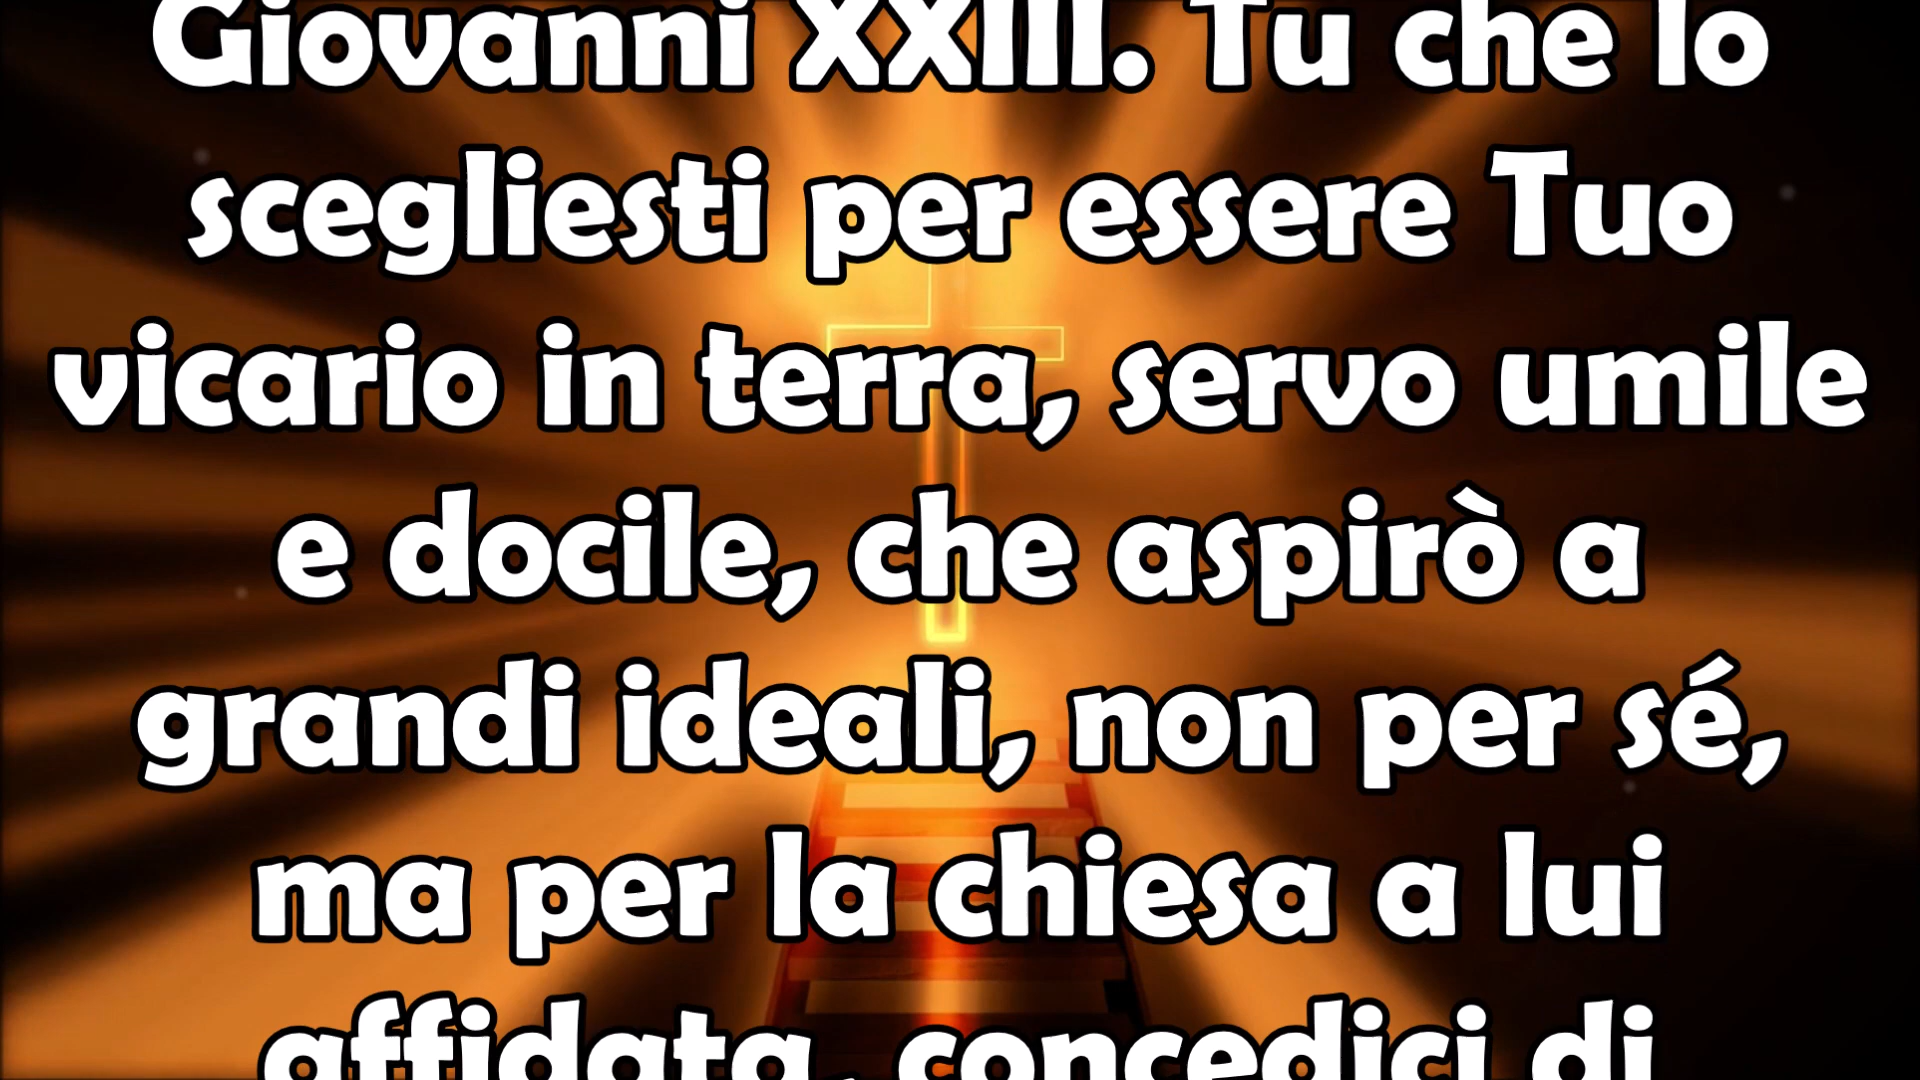 Giovanni XXIII. Tu che lo
scegliesti per essere Tuo
vicario in terra, servo umile
e docile, che aspirò a
grandi ideali, non per sé,
ma per la chiesa a lui
affidata, concedici di